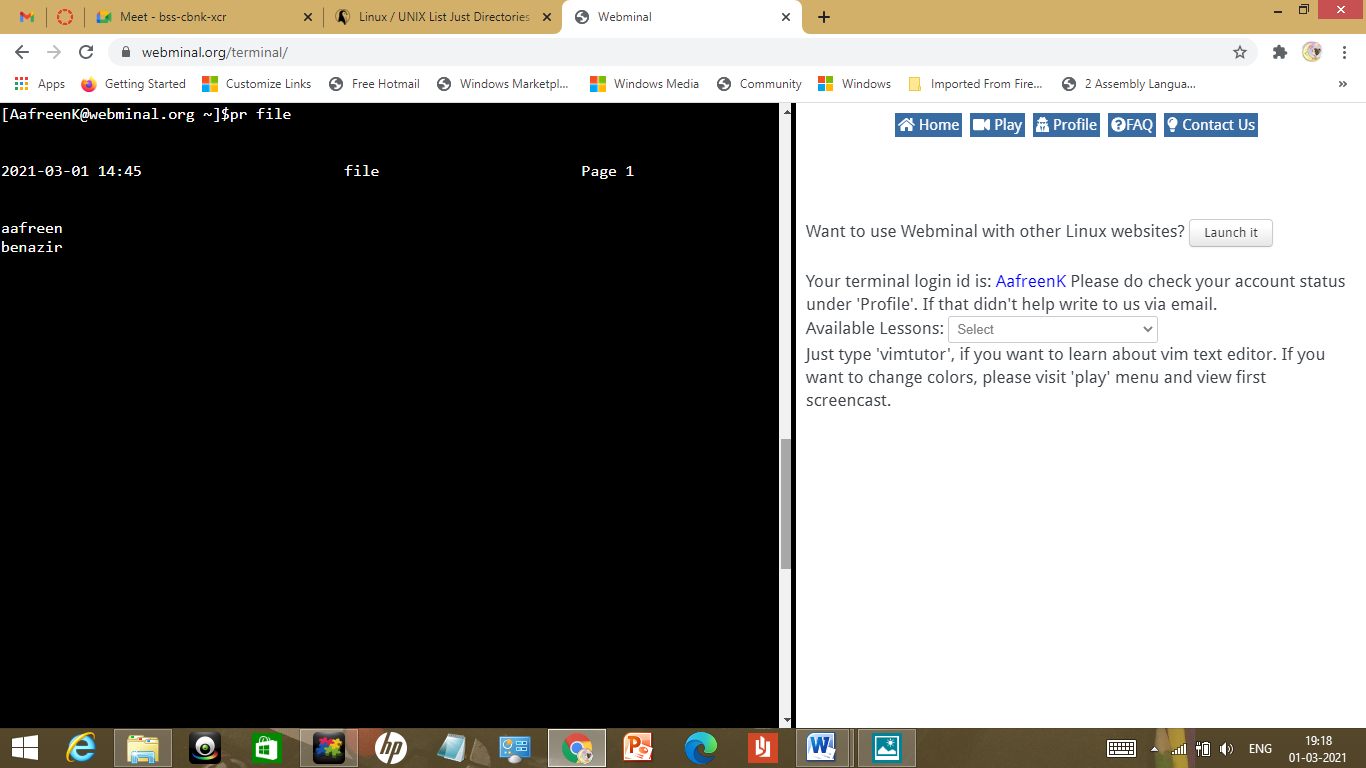 Meet - bss-cbnk-xcr
Linux / UNIX List Just Directories
Webminal
webminal.org/terminal/
Apps Getting Started Customize Links Free Hotmail Windows Marketpl... Windows Media Community Windows Imported From Fire... 2 Assembly Langua... »
[AafreenK@webminal.org ~]$pr file
2021-03-01 14:45 file Page 1
aafreen
benazir
Home Play Profile FAQ Contact Us
Want to use Webminal with other Linux websites? Launch it
Your terminal login id is: AafreenK Please do check your account status
under 'Profile'. If that didn't help write to us via email.
Available Lessons: Select
Just type 'vimtutor', if you want to learn about vim text editor. If you
want to change colors, please visit 'play' menu and view first
screencast.
hp
ENG
19:18
01-03-2021